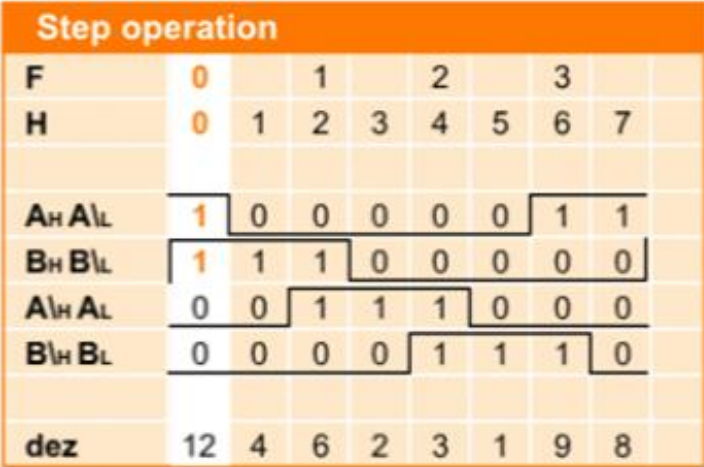 Step operation
F 0 1 2 3
H 0 1 2 3 4 5 6 7
AH A\L 1 0 0 0 0 0 1 1
BH B\L 1 1 1 0 0 0 0 0
A\H AL 0 0 1 1 1 0 0 0
B\H BL 0 0 0 0 1 1 1 0
dez 12 4 6 2 3 1 9 8